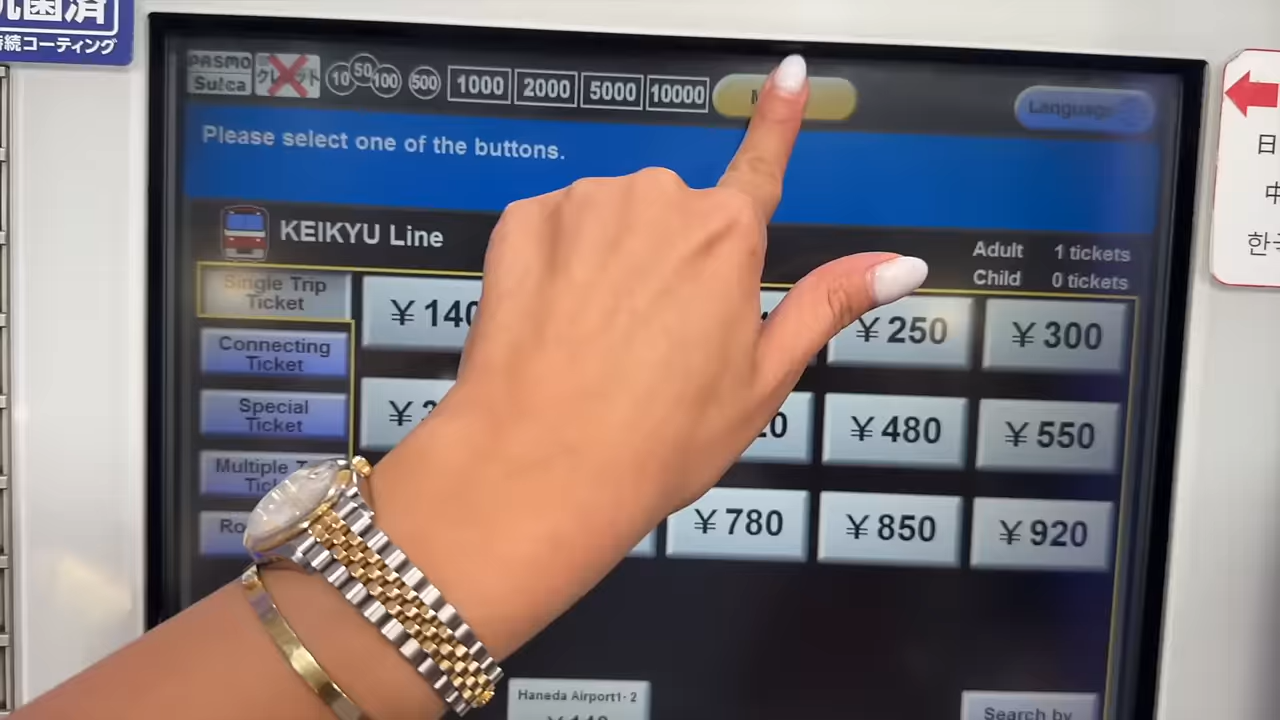 菌済
持続コーティング
PASMO
Suica
クレジット
10
50
100
500
1000
2000
5000
10000
Language
Please select one of the buttons.
KEIKYU Line
Adult 1 tickets
Child 0 tickets
Single Trip
Ticket
Connecting
Ticket
Special
Ticket
Multiple
¥140
¥250
¥300
¥480
¥550
¥780
¥850
¥920
Haneda Airport1·2
¥140
Search by
日
中
한국